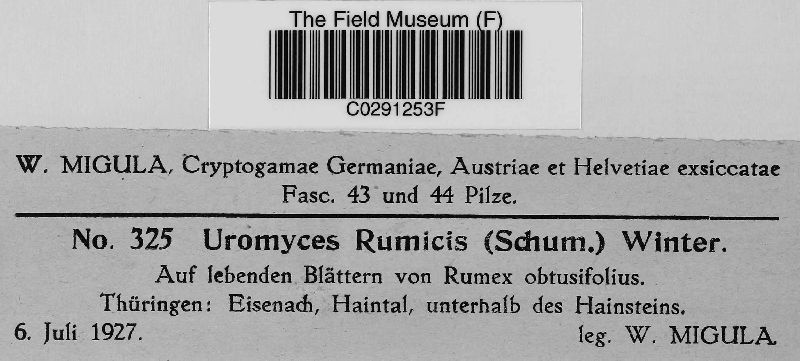 The Field Museum (F)
C0291253F
W. MIGULA, Cryptogamae Germaniae, Austriae et Helvetiae exsiccatae
Fasc. 43 und 44 Pilze.
No. 325 Uromyces Rumicis (Schum.) Winter.
Auf lebenden Blättern von Rumex obtusifolius.
Thüringen: Eisenach, Haintal, unterhalb des Hainsteins.
6. Juli 1927. leg. W. MIGULA.